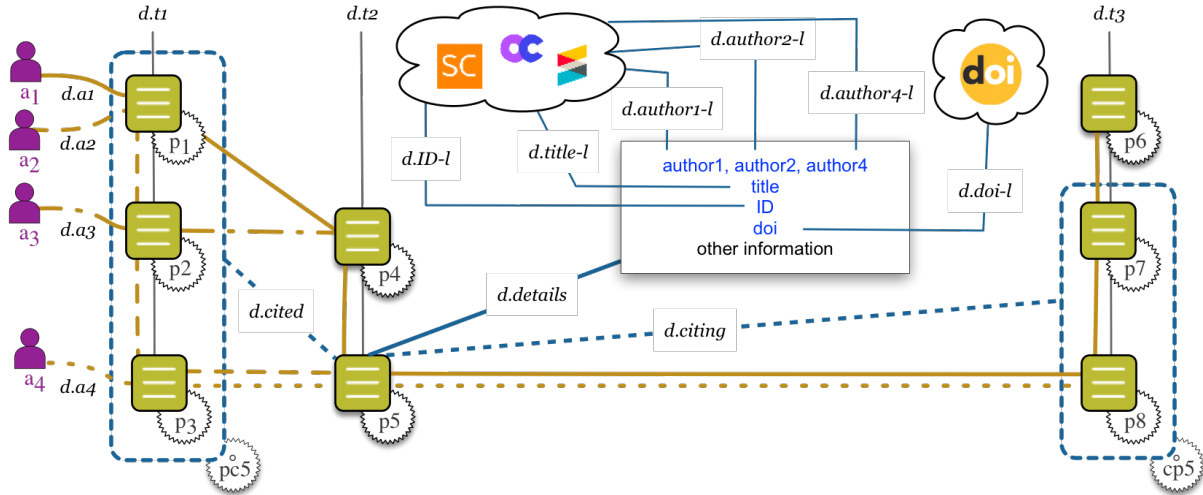 d.t1
d.t2
d.t3
a1
d.a1
a2
d.a2
a3
d.a3
a4
d.a4
p1
p2
p3
pc5
p4
p5
d.cited
d.details
d.citing
SC
OC
d.author2-l
d.author1-l
d.author4-l
d.ID-l
d.title-l
author1, author2, author4
title
ID
doi
other information
doi
d.doi-l
p6
p7
p8
cp5